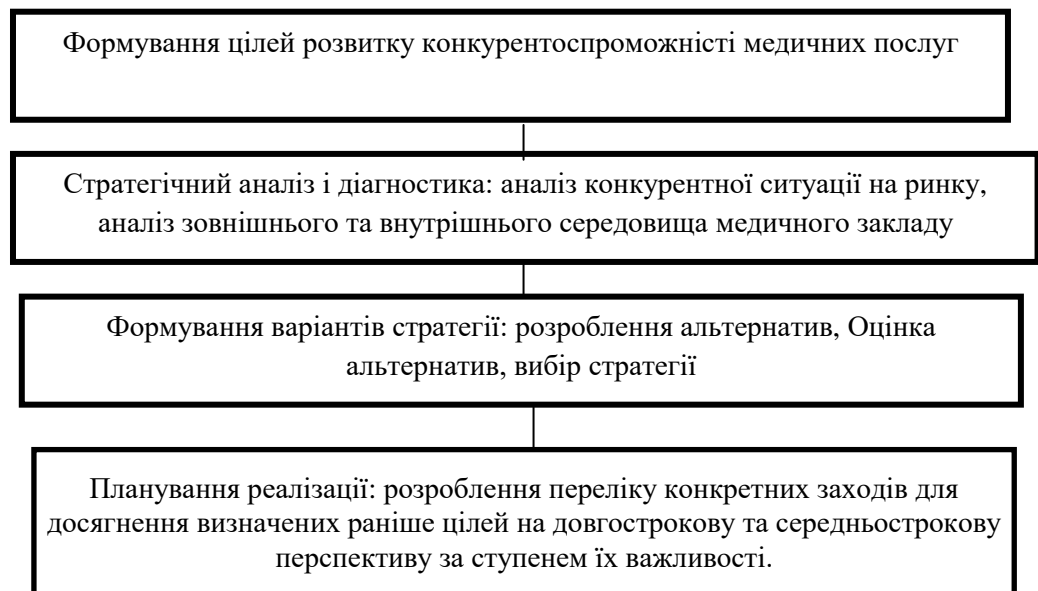 Формування цілей розвитку конкурентоспроможністі медичних послуг
Стратегічний аналіз і діагностика: аналіз конкурентної ситуації на ринку,
аналіз зовнішнього та внутрішнього середовища медичного закладу
Формування варіантів стратегії: розроблення альтернатив, Оцінка
альтернатив, вибір стратегії
Планування реалізації: розроблення переліку конкретних заходів для
досягнення визначених раніше цілей на довгострокову та середньострокову
перспективу за ступенем їх важливості.